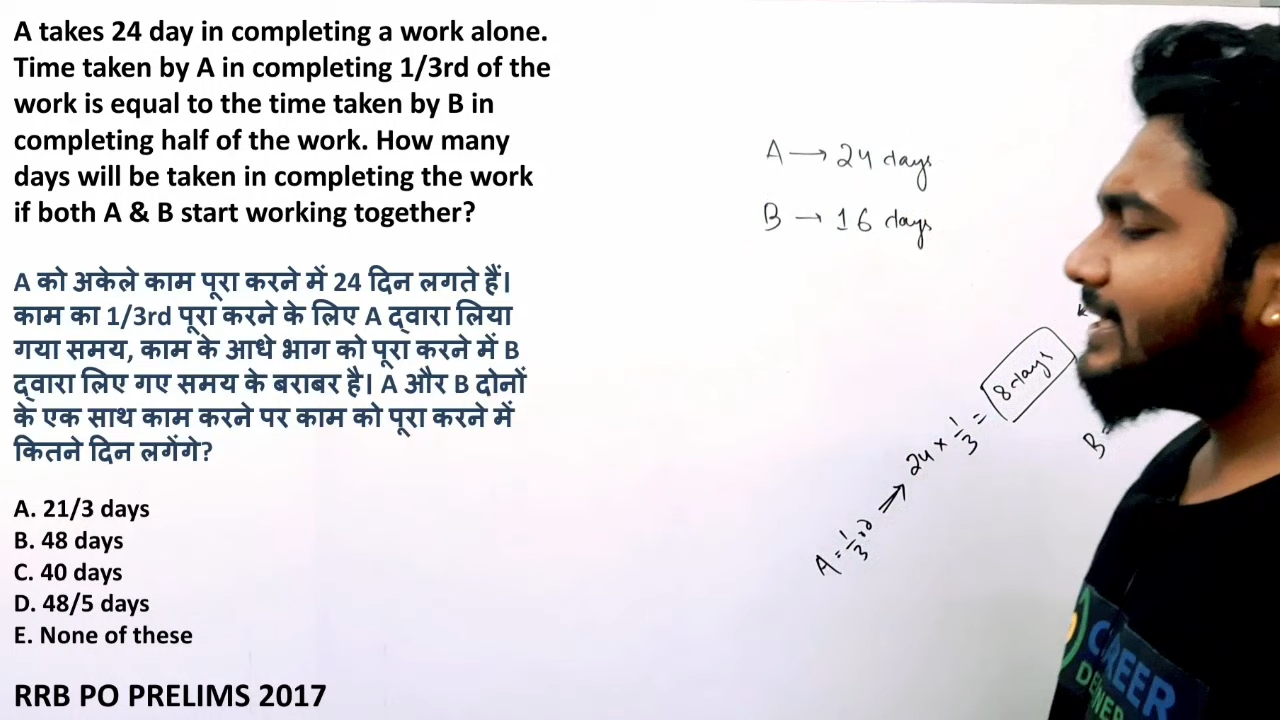 A takes 24 day in completing a work alone.
Time taken by A in completing 1/3rd of the
work is equal to the time taken by B in
completing half of the work. How many
days will be taken in completing the work
if both A & B start working together?
A को अकेले काम पूरा करने में 24 दिन लगते हैं।
काम का 1/3rd पूरा करने के लिए A द्वारा लिया
गया समय, काम के आधे भाग को पूरा करने में B
द्वारा लिए गए समय के बराबर है। A और B दोनों
के एक साथ काम करने पर काम को पूरा करने में
कितने दिन लगेंगे?
A. 21/3 days
B. 48 days
C. 40 days
D. 48/5 days
E. None of these
RRB PO PRELIMS 2017
A → 24 days
B → 16 days
A = 1/3rd ⇒ 24 × 1/3 = 8 days
B =
CAREER